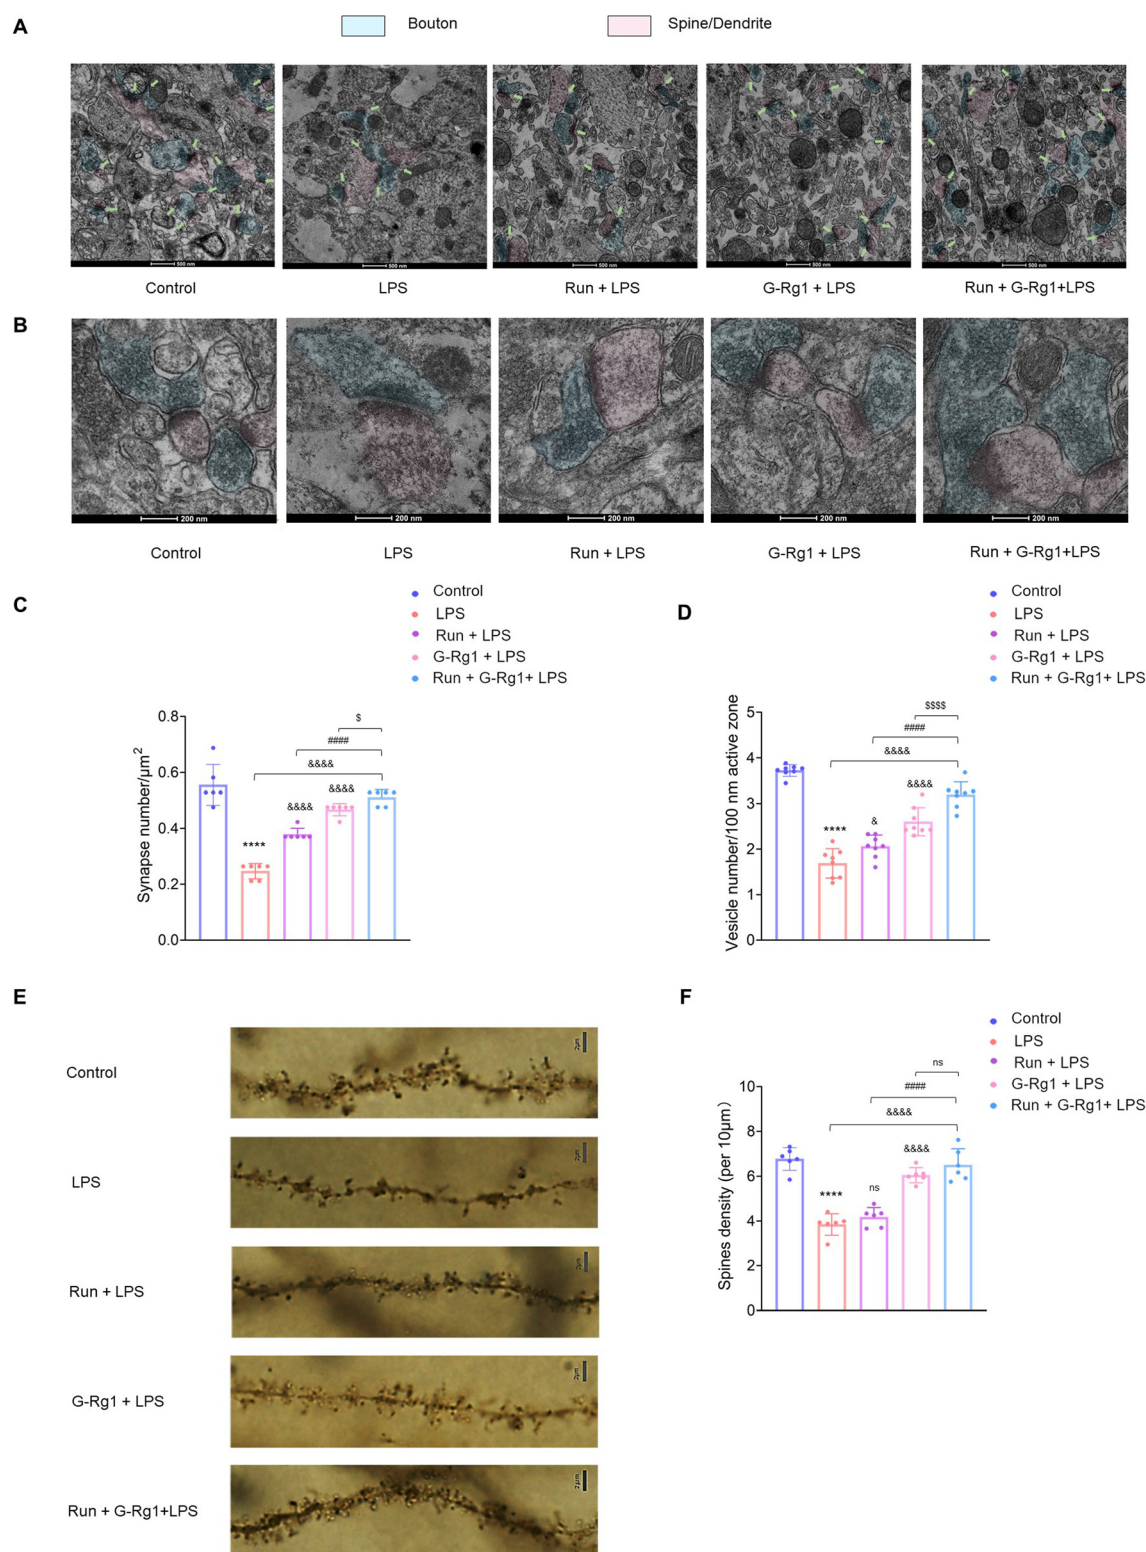 A
Bouton
Spine/Dendrite
500 nm
500 nm
500 nm
500 nm
500 nm
Control
LPS
Run + LPS
G-Rg1 + LPS
Run + G-Rg1+LPS
B
200 nm
200 nm
200 nm
200 nm
200 nm
Control
LPS
Run + LPS
G-Rg1 + LPS
Run + G-Rg1+LPS
C
Control
LPS
Run + LPS
G-Rg1 + LPS
Run + G-Rg1+ LPS
Synapse number/µm²
0.8
0.6
0.4
0.2
0.0
$
####
&&&&
****
&&&&
&&&&
D
Control
LPS
Run + LPS
G-Rg1 + LPS
Run + G-Rg1+ LPS
Vesicle number/100 nm active zone
5
4
3
2
1
0
$$$$
####
&&&&
****
&
&&&&
E
Control
2µm
LPS
2µm
Run + LPS
2µm
G-Rg1 + LPS
2µm
Run + G-Rg1+LPS
2µm
F
Control
LPS
Run + LPS
G-Rg1 + LPS
Run + G-Rg1+ LPS
Spines density (per 10µm)
10
8
6
4
2
0
ns
####
&&&&
****
ns
&&&&